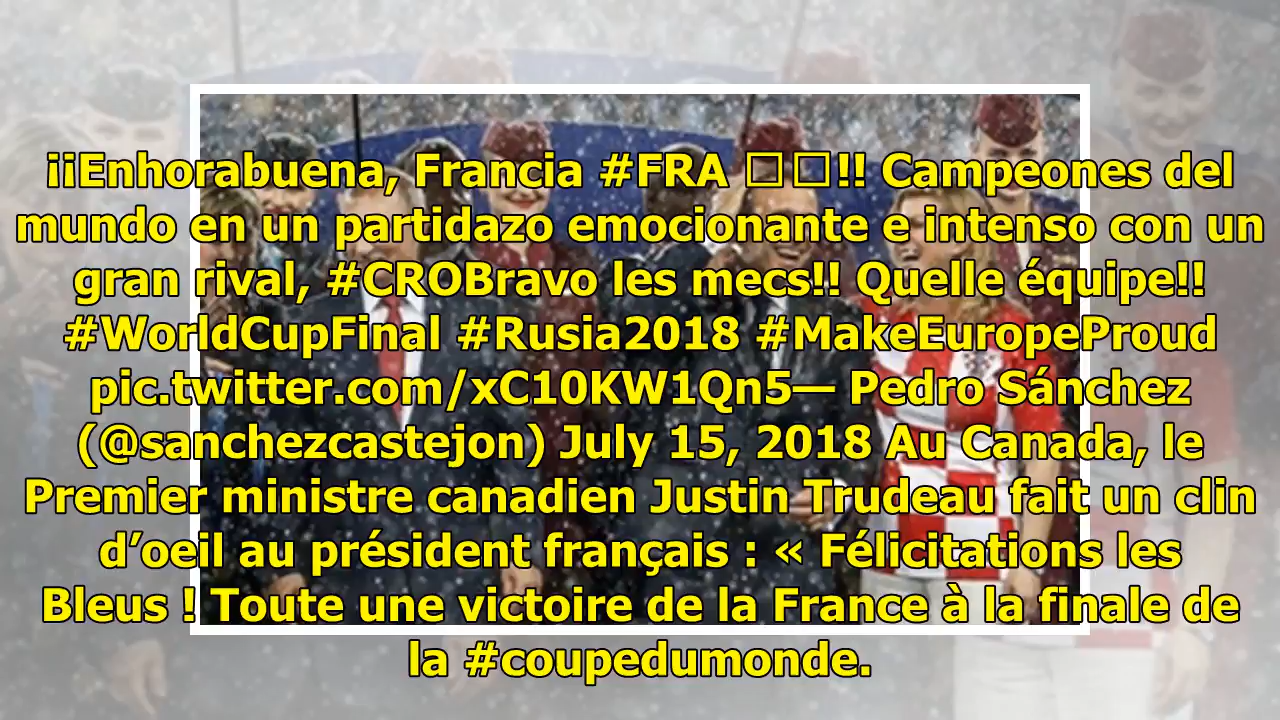 ¡¡Enhorabuena, Francia #FRA □□!! Campeones del
mundo en un partidazo emocionante e intenso con un
gran rival, #CROBravo les mecs!! Quelle équipe!!
#WorldCupFinal #Rusia2018 #MakeEuropeProud
pic.twitter.com/xC10KW1Qn5— Pedro Sánchez
(@sanchezcastejon) July 15, 2018 Au Canada, le
Premier ministre canadien Justin Trudeau fait un clin
d’oeil au président français : « Félicitations les
Bleus ! Toute une victoire de la France à la finale de
la #coupedumonde.